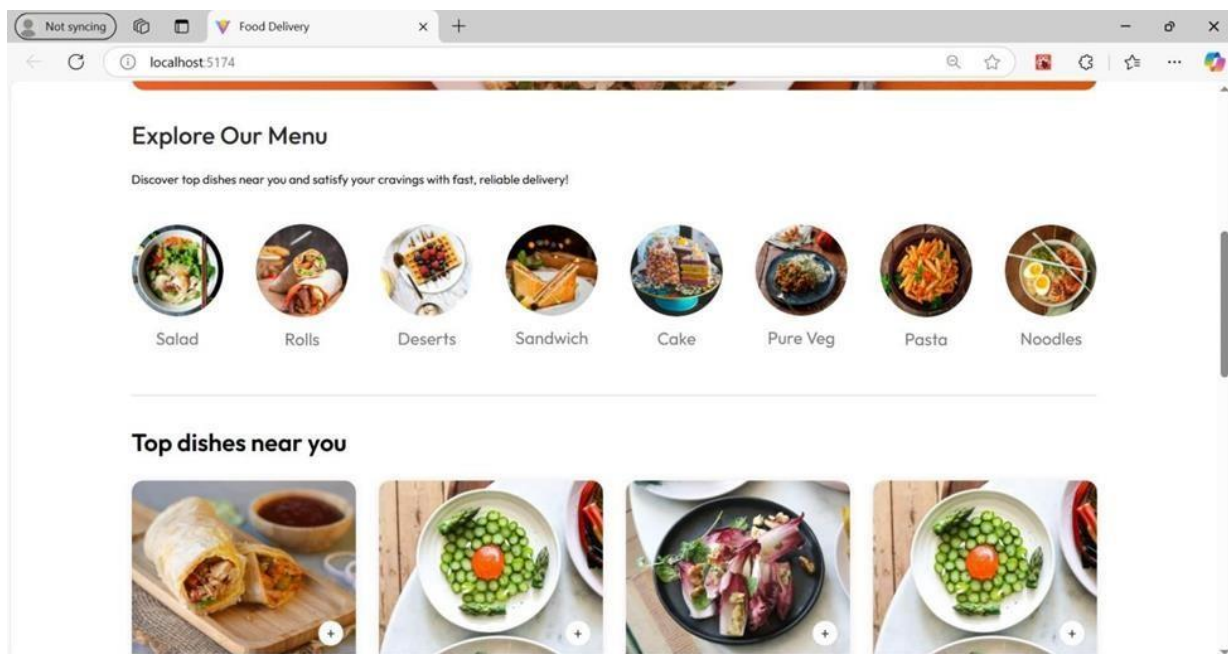 Not syncing
Food Delivery
localhost:5174
Explore Our Menu
Discover top dishes near you and satisfy your cravings with fast, reliable delivery!
Salad Rolls Deserts Sandwich Cake Pure Veg Pasta Noodles
Top dishes near you